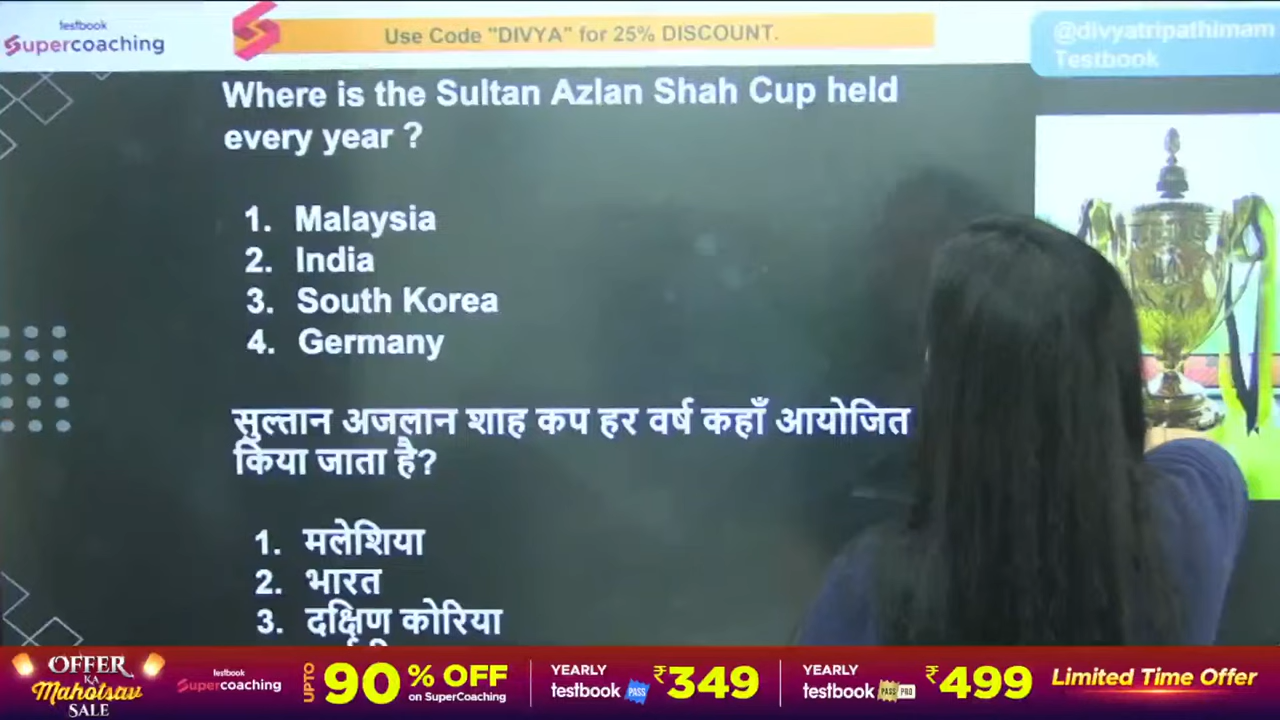 testbook
Supercoaching
Use Code "DIVYA" for 25% DISCOUNT.
@divyatripathimam
Testbook
Where is the Sultan Azlan Shah Cup held
every year ?
1. Malaysia
2. India
3. South Korea
4. Germany
सुल्तान अजलान शाह कप हर वर्ष कहाँ आयोजित
किया जाता है?
1. मलेशिया
2. भारत
3. दक्षिण कोरिया
OFFER
KA
Mahotsav
SALE
testbook
Supercoaching
UPTO
90% OFF
on SuperCoaching
YEARLY
testbook PASS
₹349
YEARLY
testbook PASS PRO
₹499
Limited Time Offer